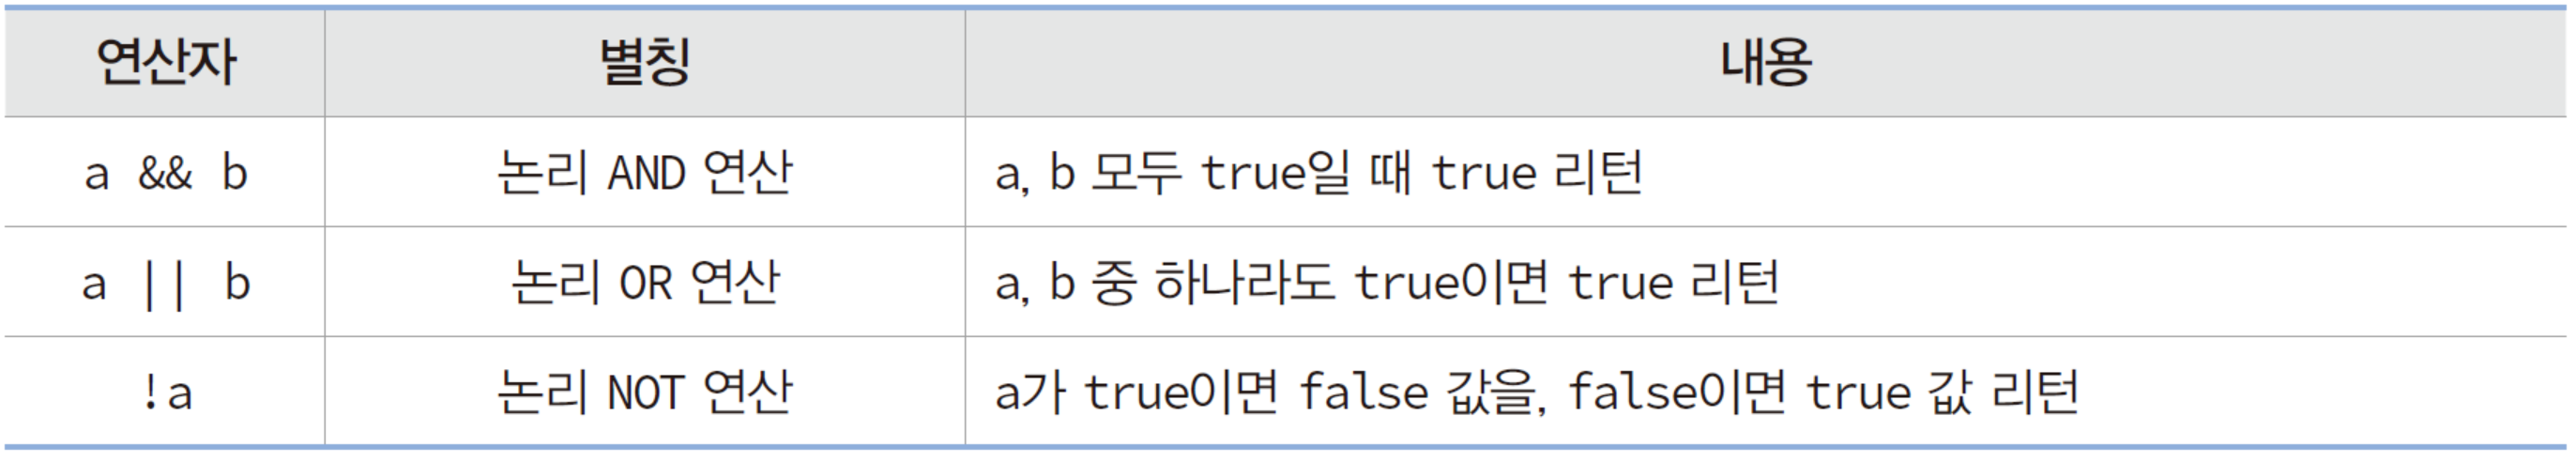 연산자 별칭 내용
a && b 논리 AND 연산 a, b 모두 true일 때 true 리턴
a || b 논리 OR 연산 a, b 중 하나라도 true이면 true 리턴
!a 논리 NOT 연산 a가 true이면 false 값을, false이면 true 값 리턴